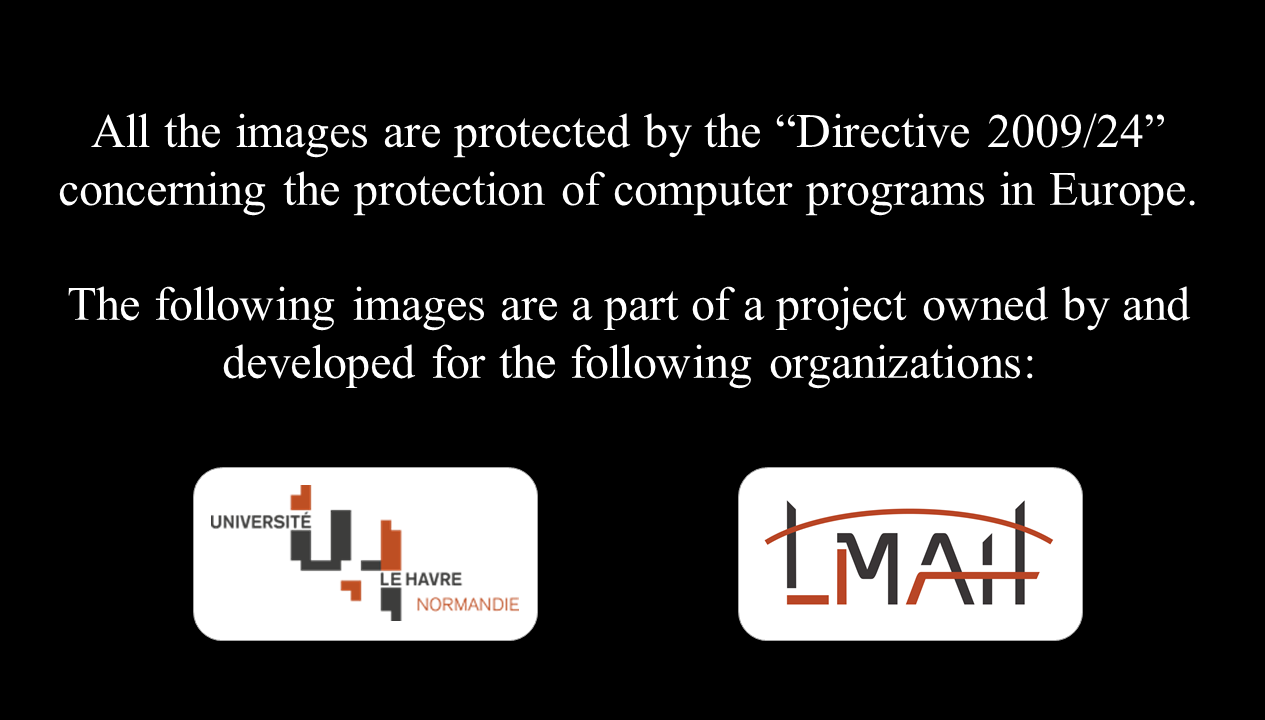 All the images are protected by the “Directive 2009/24”
concerning the protection of computer programs in Europe.
The following images are a part of a project owned by and
developed for the following organizations:
UNIVERSITÉ
LE HAVRE
NORMANDIE
LMAH